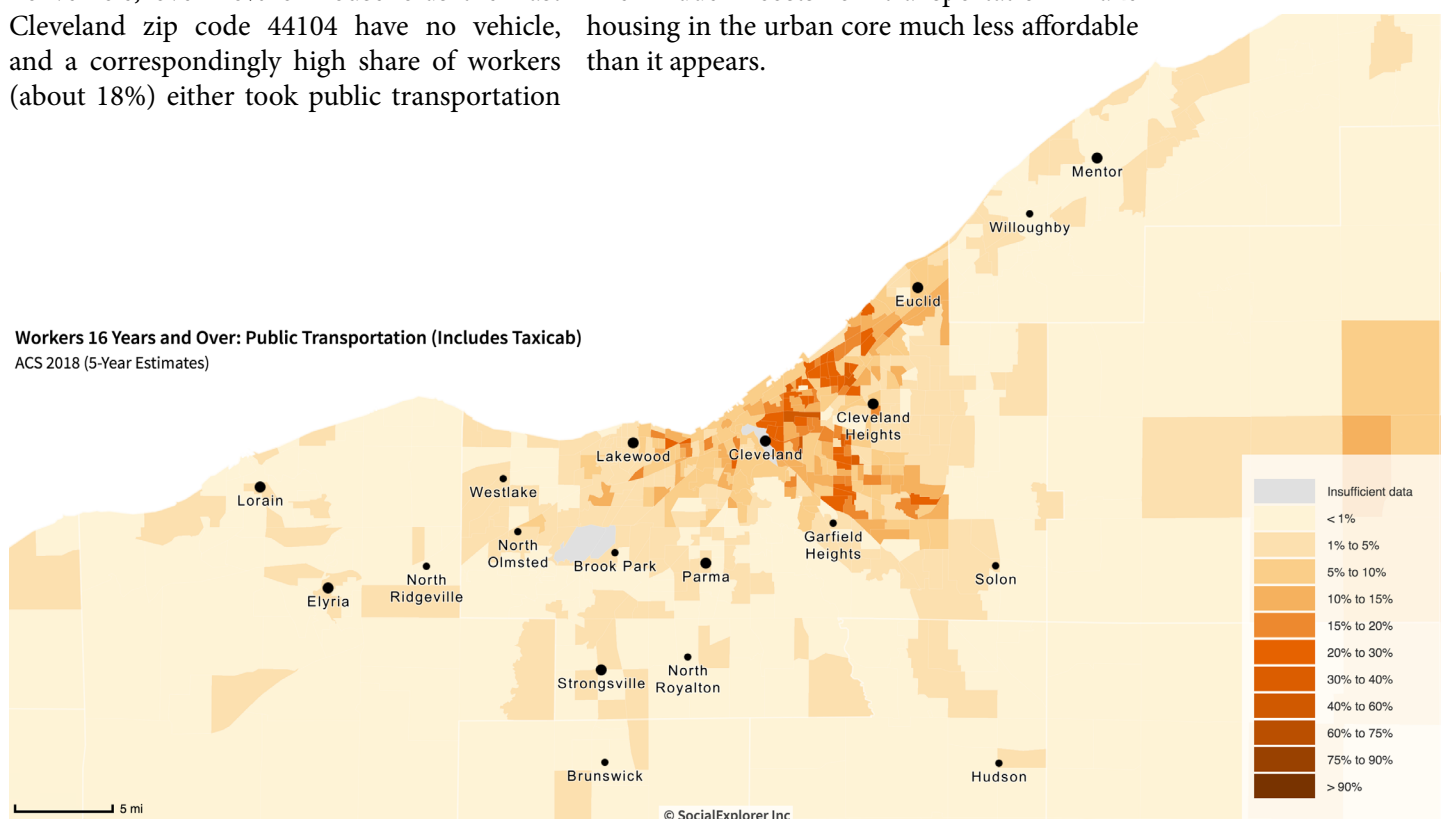 Cleveland zip code 44104 have no vehicle,
and a correspondingly high share of workers
(about 18%) either took public transportation
housing in the urban core much less affordable
than it appears.
Workers 16 Years and Over: Public Transportation (Includes Taxicab)
ACS 2018 (5-Year Estimates)
Mentor
Willoughby
Euclid
Cleveland
Heights
Cleveland
Lakewood
Westlake
Lorain
North
Olmsted
Brook Park
Parma
Garfield
Heights
Solon
North
Ridgeville
Elyria
Strongsville
North
Royalton
Brunswick
Hudson
Insufficient data
< 1%
1% to 5%
5% to 10%
10% to 15%
15% to 20%
20% to 30%
30% to 40%
40% to 60%
60% to 75%
75% to 90%
> 90%
5 mi
© SocialExplorer Inc